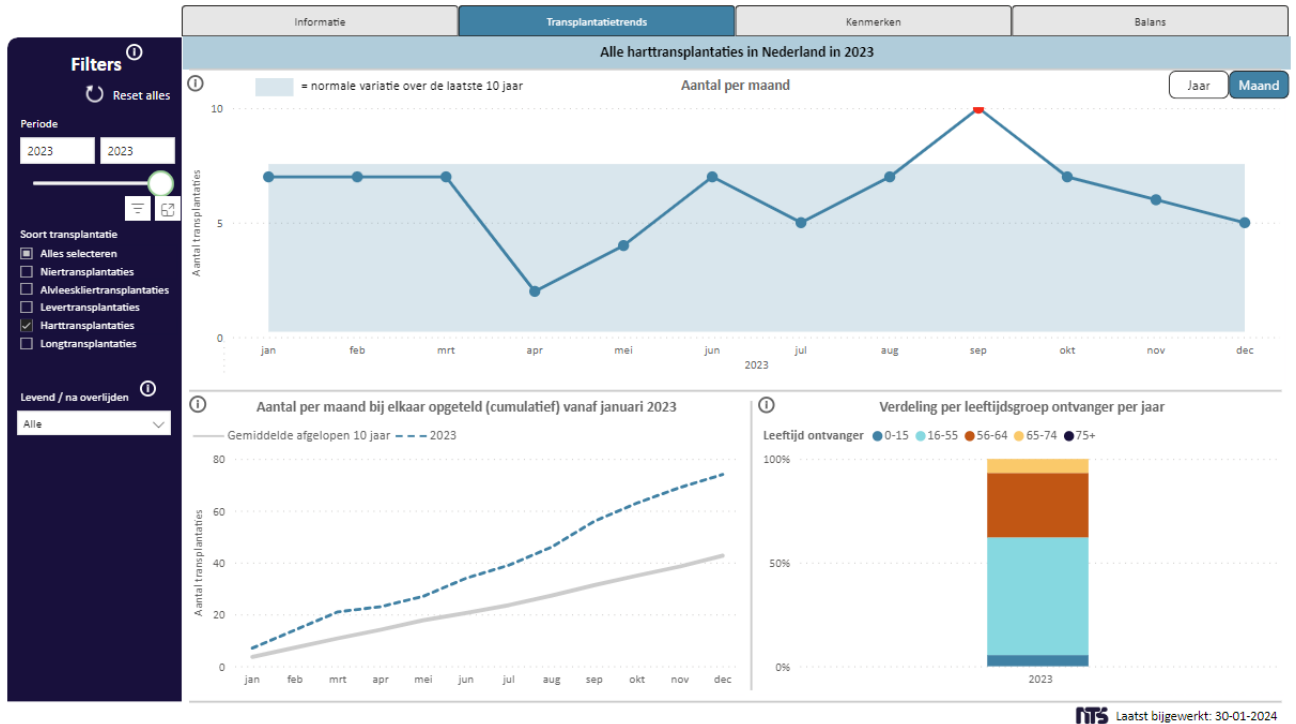 Informatie
Transplantatietrends
Kenmerken
Balans
Filters
Reset alles
Periode
2023
2023
Soort transplantatie
Alles selecteren
Niertransplantaties
Alvleeskliertransplantaties
Levertransplantaties
Harttransplantaties
Longtransplantaties
Levend / na overlijden
Alle
Alle harttransplantaties in Nederland in 2023
= normale variatie over de laatste 10 jaar
Aantal per maand
Jaar
Maand
Aantal transplantaties
10
5
0
jan feb mrt apr mei jun jul aug sep okt nov dec
2023
Aantal per maand bij elkaar opgeteld (cumulatief) vanaf januari 2023
Gemiddelde afgelopen 10 jaar 2023
Aantal transplantaties
80
60
40
20
0
jan feb mrt apr mei jun jul aug sep okt nov dec
Verdeling per leeftijdsgroep ontvanger per jaar
Leeftijd ontvanger 0-15 16-55 56-64 65-74 75+
100%
50%
0%
2023
NTS Laatst bijgewerkt: 30-01-2024